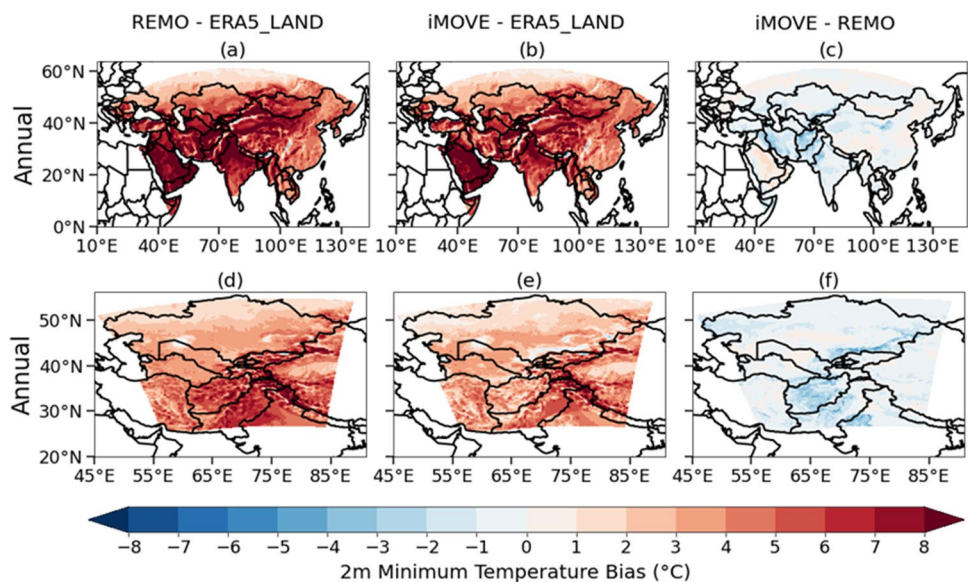 REMO - ERA5_LAND iMOVE - ERA5_LAND iMOVE - REMO
(a) (b) (c)
Annual
60°N
40°N
20°N
0°N
10°E 40°E 70°E 100°E 130°E 10°E 40°E 70°E 100°E 130°E 10°E 40°E 70°E 100°E 130°E
(d) (e) (f)
Annual
50°N
40°N
30°N
20°N
45°E 55°E 65°E 75°E 85°E 45°E 55°E 65°E 75°E 85°E 45°E 55°E 65°E 75°E 85°E
−8 −7 −6 −5 −4 −3 −2 −1 0 1 2 3 4 5 6 7 8
2m Minimum Temperature Bias (°C)